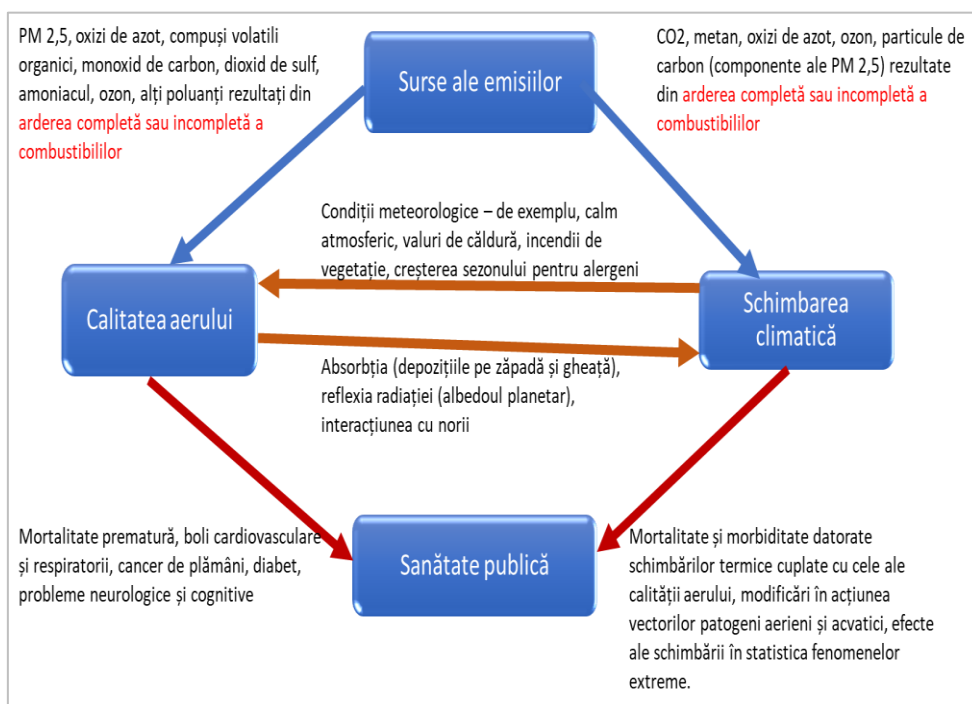 PM 2,5, oxizi de azot, compuși volatili
organici, monoxid de carbon, dioxid de sulf,
amoniacul, ozon, alți poluanți rezultați din
arderea completă sau incompletă a
combustibililor
Surse ale emisiilor
CO2, metan, oxizi de azot, ozon, particule de
carbon (componente ale PM 2,5) rezultate
din arderea completă sau incompletă a
combustibililor
Condiții meteorologice – de exemplu, calm
atmosferic, valuri de căldură, incendii de
vegetație, creșterea sezonului pentru alergeni
Calitatea aerului
Schimbarea
climatică
Absorbția (depozițiile pe zăpadă și gheață),
reflexia radiației (albedoul planetar),
interacțiunea cu norii
Mortalitate prematură, boli cardiovasculare
și respiratorii, cancer de plămâni, diabet,
probleme neurologice și cognitive
Sanătate publică
Mortalitate și morbiditate datorate
schimbărilor termice cuplate cu cele ale
calității aerului, modificări în acțiunea
vectorilor patogeni aerieni și acvatici, efecte
ale schimbării în statistica fenomenelor
extreme.